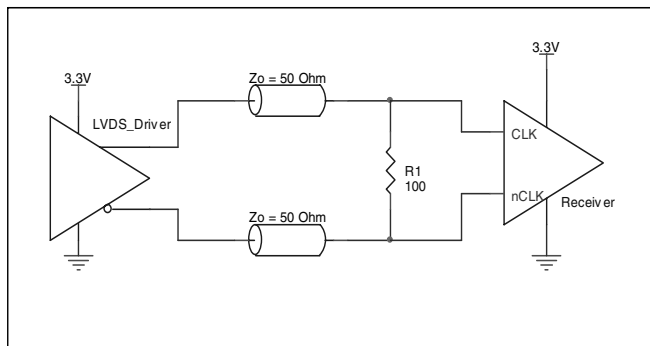 3.3V
LVDS_Driver
Zo = 50 Ohm
Zo = 50 Ohm
R1
100
3.3V
CLK
nCLK
Receiver